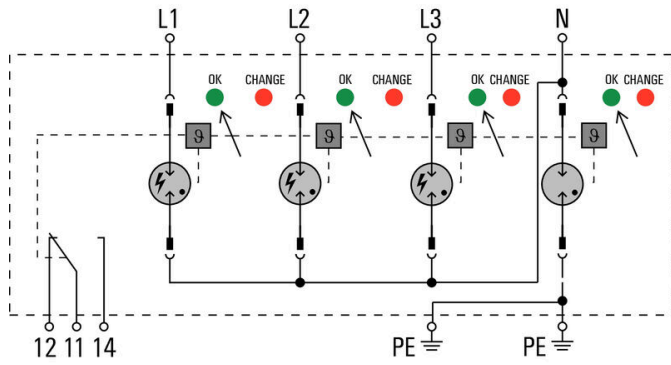 L1 L2 L3 N
OK CHANGE OK CHANGE OK CHANGE OK CHANGE
ϑ ϑ ϑ ϑ
12 11 14 PE PE